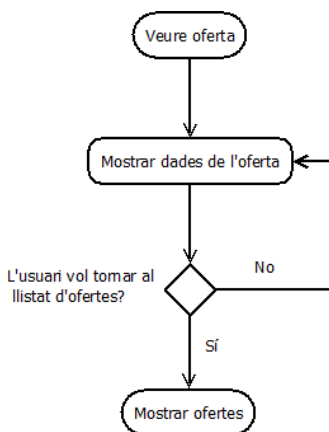 Veure oferta
Mostrar dades de l'oferta
L'usuari vol tornar al
llistat d'ofertes?
No
Sí
Mostrar ofertes